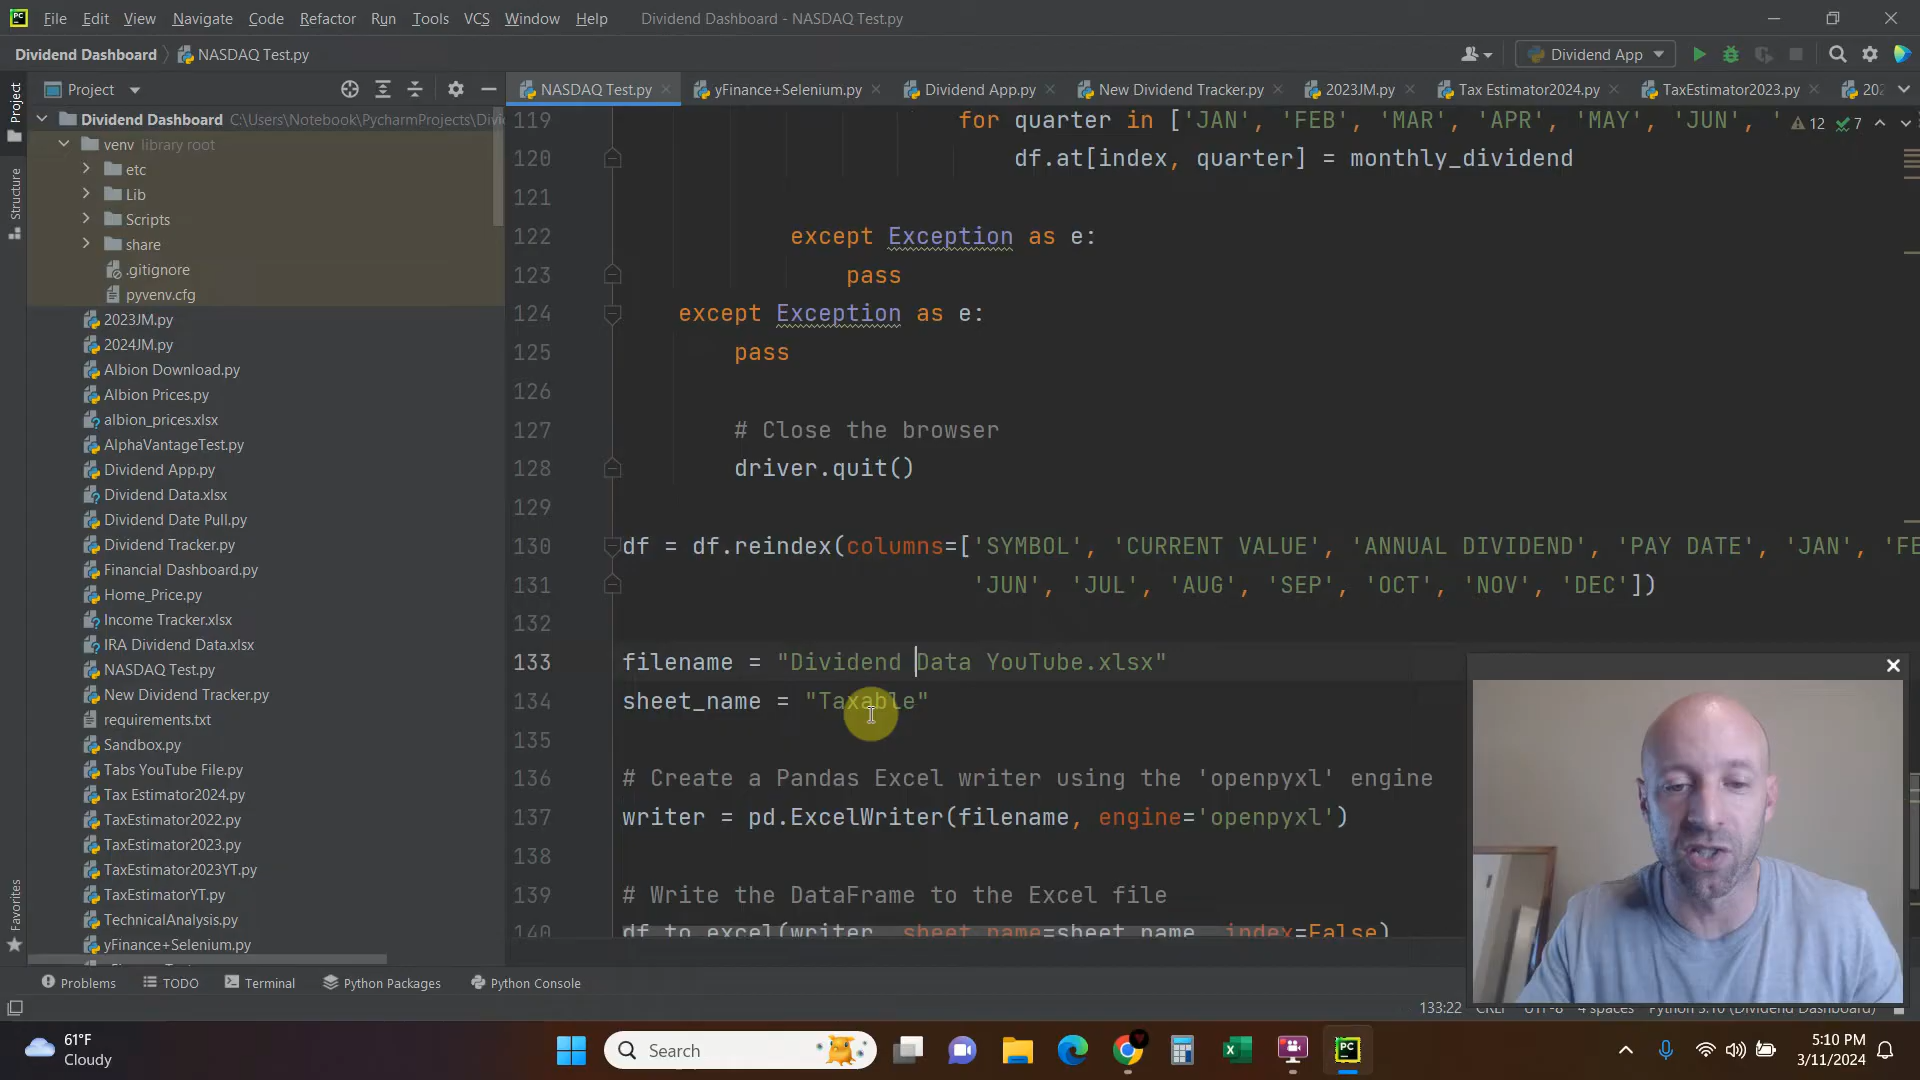 File Edit View Navigate Code Refactor Run Tools VCS Window Help Dividend Dashboard - NASDAQ Test.py
Dividend Dashboard NASDAQ Test.py Dividend App
Project
NASDAQ Test.py yFinance+Selenium.py Dividend App.py New Dividend Tracker.py 2023JM.py Tax Estimator2024.py TaxEstimator2023.py 202
Project
Structure
Favorites
Dividend Dashboard C:\Users\Notebook\PycharmProjects\Divi
venv library root
etc
Lib
Scripts
share
.gitignore
pyvenv.cfg
2023JM.py
2024JM.py
Albion Download.py
Albion Prices.py
albion_prices.xlsx
AlphaVantageTest.py
Dividend App.py
Dividend Data.xlsx
Dividend Date Pull.py
Dividend Tracker.py
Financial Dashboard.py
Home_Price.py
Income Tracker.xlsx
IRA Dividend Data.xlsx
NASDAQ Test.py
New Dividend Tracker.py
requirements.txt
Sandbox.py
Tabs YouTube File.py
Tax Estimator2024.py
TaxEstimator2022.py
TaxEstimator2023.py
TaxEstimator2023YT.py
TaxEstimatorYT.py
TechnicalAnalysis.py
yFinance+Selenium.py
119 for quarter in ['JAN', 'FEB', 'MAR', 'APR', 'MAY', 'JUN', ' 12 7
120 df.at[index, quarter] = monthly_dividend
121
122 except Exception as e:
123 pass
124 except Exception as e:
125 pass
126
127 # Close the browser
128 driver.quit()
129
130 df = df.reindex(columns=['SYMBOL', 'CURRENT VALUE', 'ANNUAL DIVIDEND', 'PAY DATE', 'JAN', 'FE
131 'JUN', 'JUL', 'AUG', 'SEP', 'OCT', 'NOV', 'DEC'])
132
133 filename = "Dividend Data YouTube.xlsx"
134 sheet_name = "Taxable"
135
136 # Create a Pandas Excel writer using the 'openpyxl' engine
137 writer = pd.ExcelWriter(filename, engine='openpyxl')
138
139 # Write the DataFrame to the Excel file
140 df.to_excel(writer, sheet_name=sheet_name, index=False)
Problems TODO Terminal Python Packages Python Console
133:22 CRLF UTF-8 4 spaces Python 3.10 (Dividend Dashboard)
61°F
Cloudy
Search
PC
5:10 PM
3/11/2024